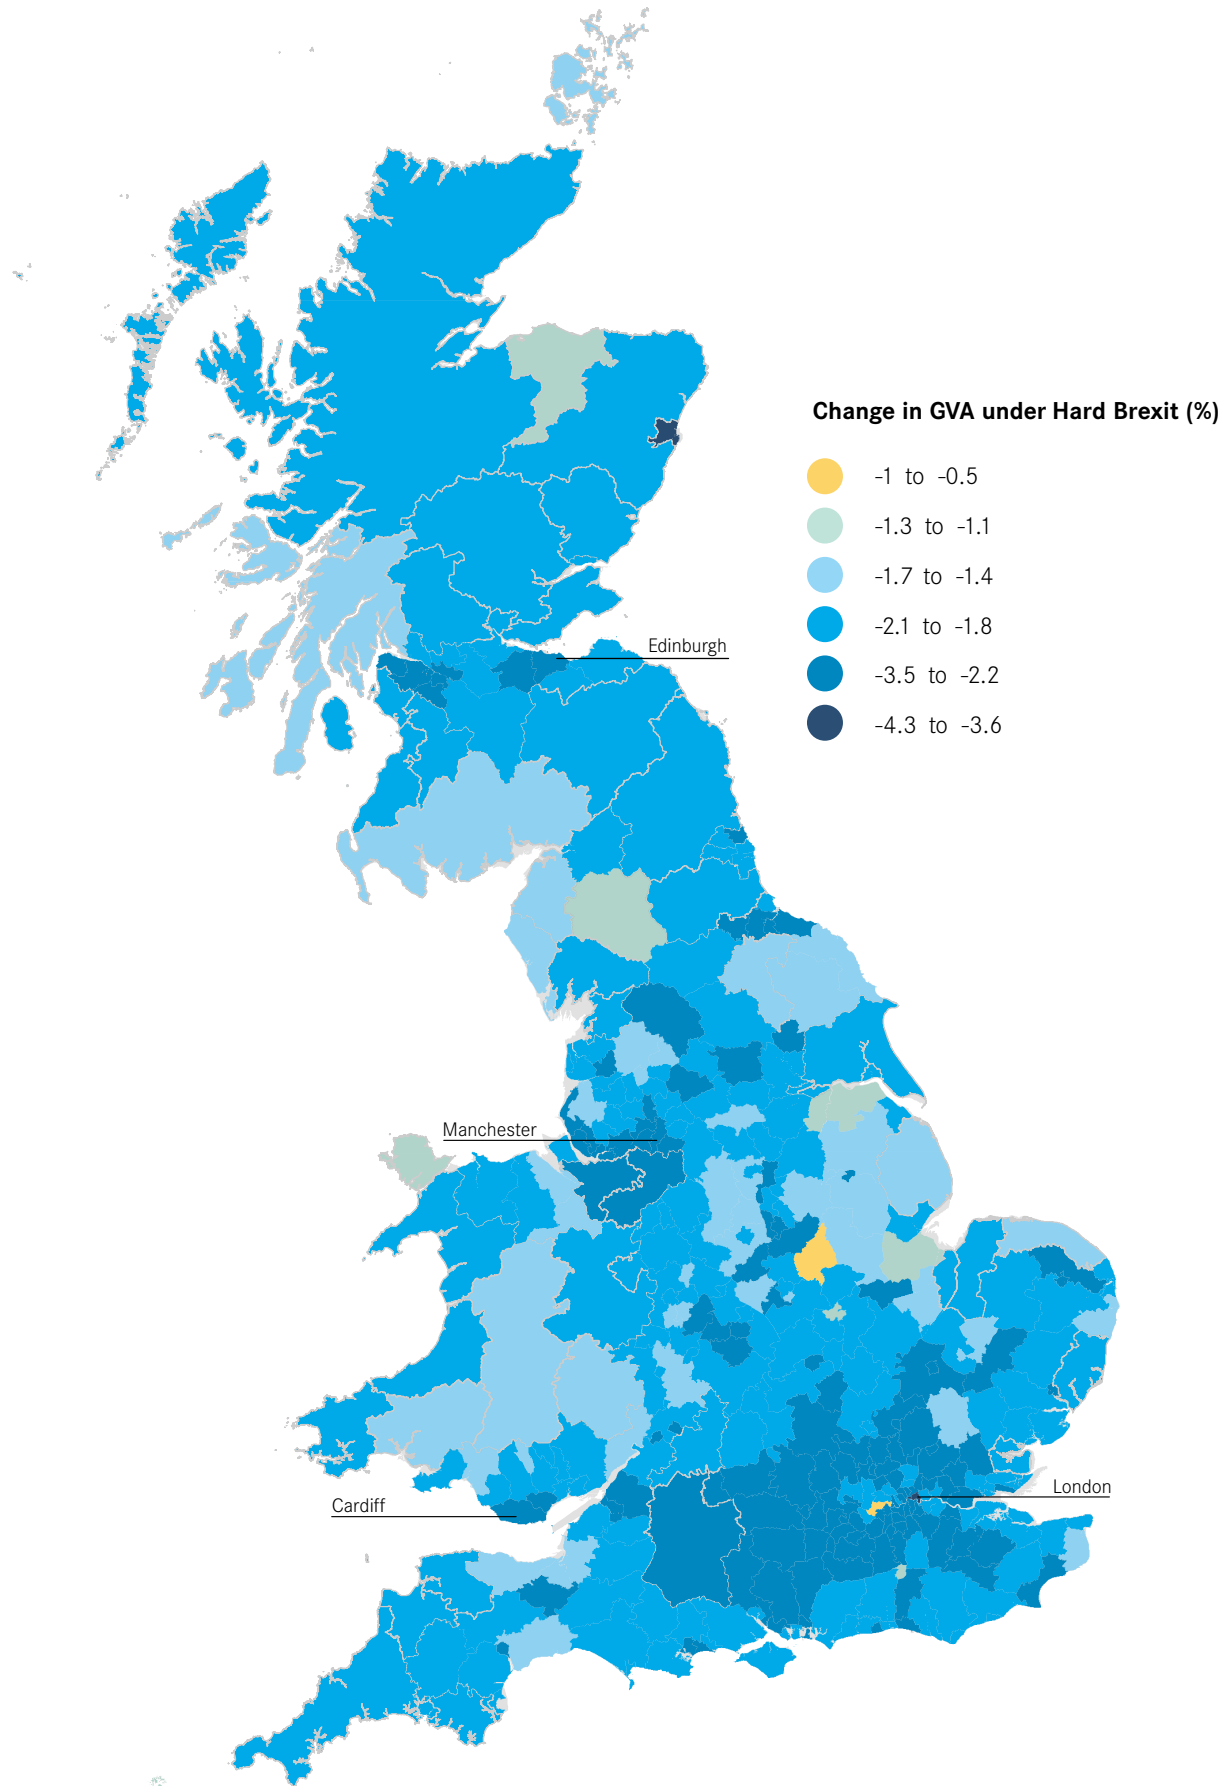 Change in GVA under Hard Brexit (%)
-1 to -0.5
-1.3 to -1.1
-1.7 to -1.4
-2.1 to -1.8
-3.5 to -2.2
-4.3 to -3.6
Edinburgh
Manchester
London
Cardiff